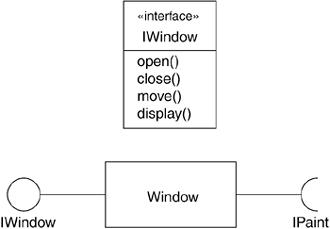 «interface»
IWindow
open()
close()
move()
display()
Window
IWindow
IPaint